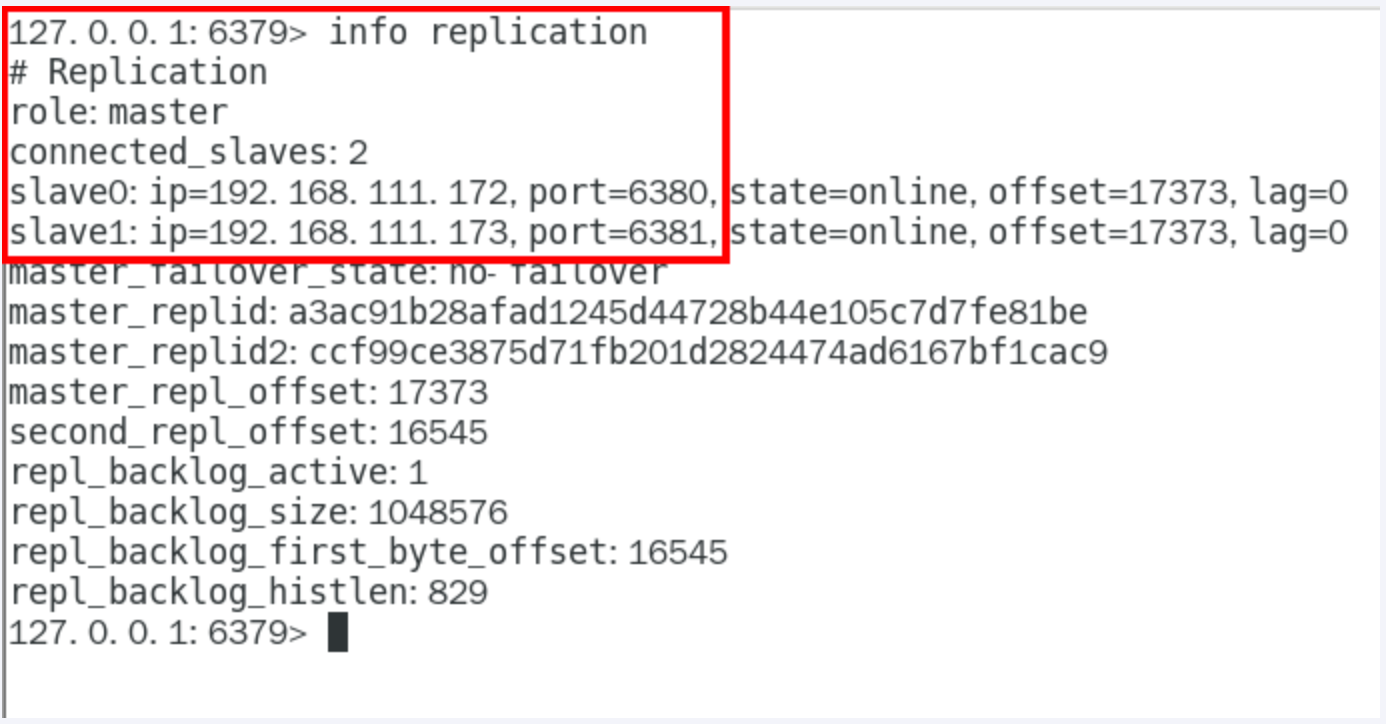 127.0.0.1:6379> info replication
# Replication
role:master
connected_slaves:2
slave0:ip=192.168.111.172,port=6380,state=online,offset=17373,lag=0
slave1:ip=192.168.111.173,port=6381,state=online,offset=17373,lag=0
master_failover_state:no-failover
master_replid:a3ac91b28afad1245d44728b44e105c7d7fe81be
master_replid2:ccf99ce3875d71fb201d2824474ad6167bf1cac9
master_repl_offset:17373
second_repl_offset:16545
repl_backlog_active:1
repl_backlog_size:1048576
repl_backlog_first_byte_offset:16545
repl_backlog_histlen:829
127.0.0.1:6379>